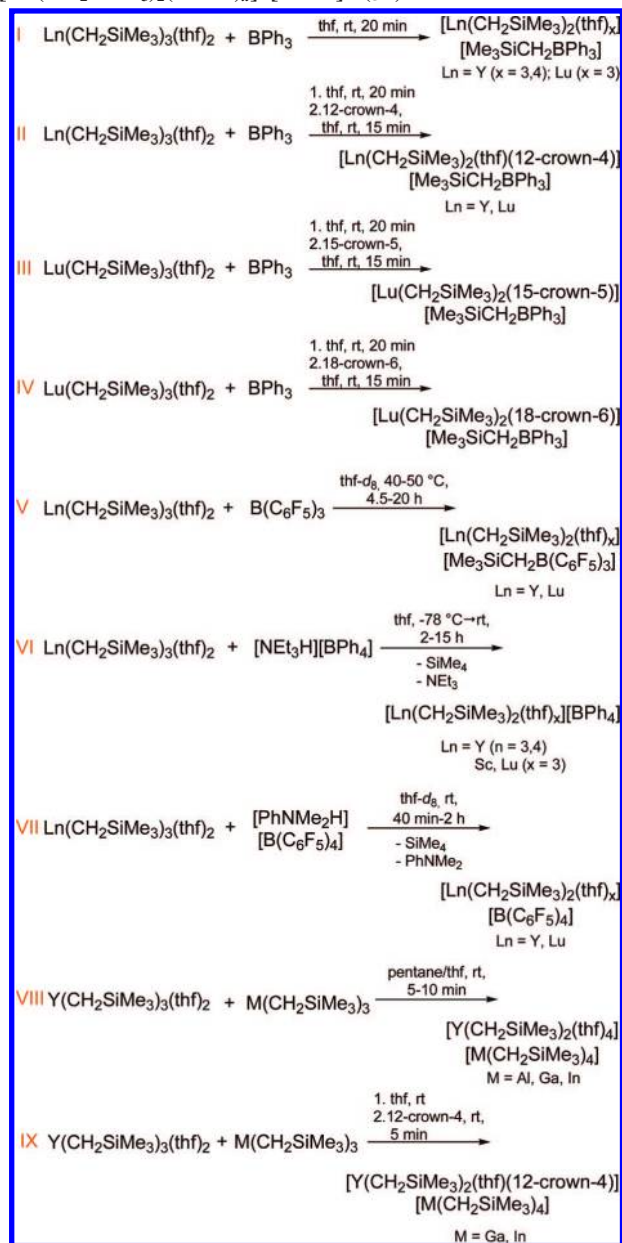 I Ln(CH₂SiMe₃)₃(thf)₂ + BPh₃
thf, rt, 20 min
[Ln(CH₂SiMe₃)₂(thf)ₓ]
[Me₃SiCH₂BPh₃]
Ln = Y (x = 3,4); Lu (x = 3)
II Ln(CH₂SiMe₃)₃(thf)₂ + BPh₃
1. thf, rt, 20 min
2.12-crown-4,
thf, rt, 15 min
[Ln(CH₂SiMe₃)₂(thf)(12-crown-4)]
[Me₃SiCH₂BPh₃]
Ln = Y, Lu
III Lu(CH₂SiMe₃)₃(thf)₂ + BPh₃
1. thf, rt, 20 min
2.15-crown-5,
thf, rt, 15 min
[Lu(CH₂SiMe₃)₂(15-crown-5)]
[Me₃SiCH₂BPh₃]
IV Lu(CH₂SiMe₃)₃(thf)₂ + BPh₃
1. thf, rt, 20 min
2.18-crown-6,
thf, rt, 15 min
[Lu(CH₂SiMe₃)₂(18-crown-6)]
[Me₃SiCH₂BPh₃]
V Ln(CH₂SiMe₃)₃(thf)₂ + B(C₆F₅)₃
thf-d₈, 40-50 °C,
4.5-20 h
[Ln(CH₂SiMe₃)₂(thf)ₓ]
[Me₃SiCH₂B(C₆F₅)₃]
Ln = Y, Lu
VI Ln(CH₂SiMe₃)₃(thf)₂ + [NEt₃H][BPh₄]
thf, -78 °C→rt,
2-15 h
- SiMe₄
- NEt₃
[Ln(CH₂SiMe₃)₂(thf)ₓ][BPh₄]
Ln = Y (n = 3,4)
Sc, Lu (x = 3)
VII Ln(CH₂SiMe₃)₃(thf)₂ + [PhNMe₂H]
[B(C₆F₅)₄]
thf-d₈, rt,
40 min-2 h
- SiMe₄
- PhNMe₂
[Ln(CH₂SiMe₃)₂(thf)ₓ]
[B(C₆F₅)₄]
Ln = Y, Lu
VIII Y(CH₂SiMe₃)₃(thf)₂ + M(CH₂SiMe₃)₃
pentane/thf, rt,
5-10 min
[Y(CH₂SiMe₃)₂(thf)₄]
[M(CH₂SiMe₃)₄]
M = Al, Ga, In
IX Y(CH₂SiMe₃)₃(thf)₂ + M(CH₂SiMe₃)₃
1. thf, rt
2.12-crown-4, rt,
5 min
[Y(CH₂SiMe₃)₂(thf)(12-crown-4)]
[M(CH₂SiMe₃)₄]
M = Ga, In